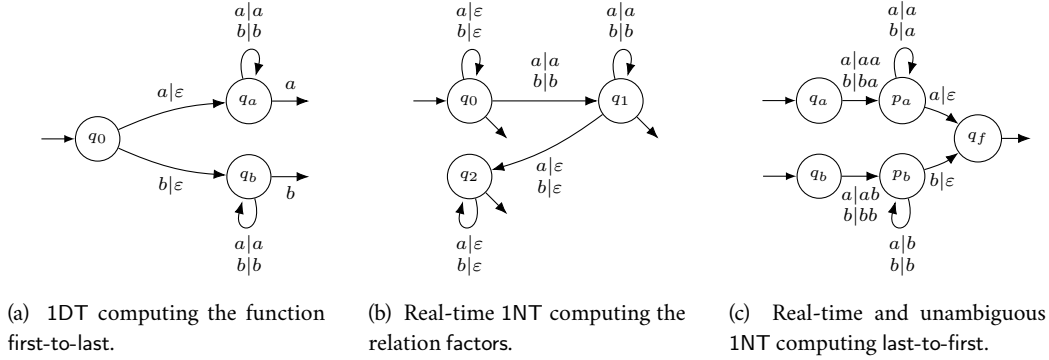 a|a
b|b
a|ε
q_a
a
q_0
b|ε
q_b
b
a|a
b|b
a|ε
b|ε
a|a
b|b
a|a
b|b
q_0
q_1
a|ε
b|ε
q_2
a|ε
b|ε
a|a
b|a
a|aa
b|ba
q_a
p_a
a|ε
q_f
q_b
p_b
b|ε
a|ab
b|bb
a|b
b|b
(a) 1DT computing the function
first-to-last.
(b) Real-time 1NT computing the
relation factors.
(c) Real-time and unambiguous
1NT computing last-to-first.